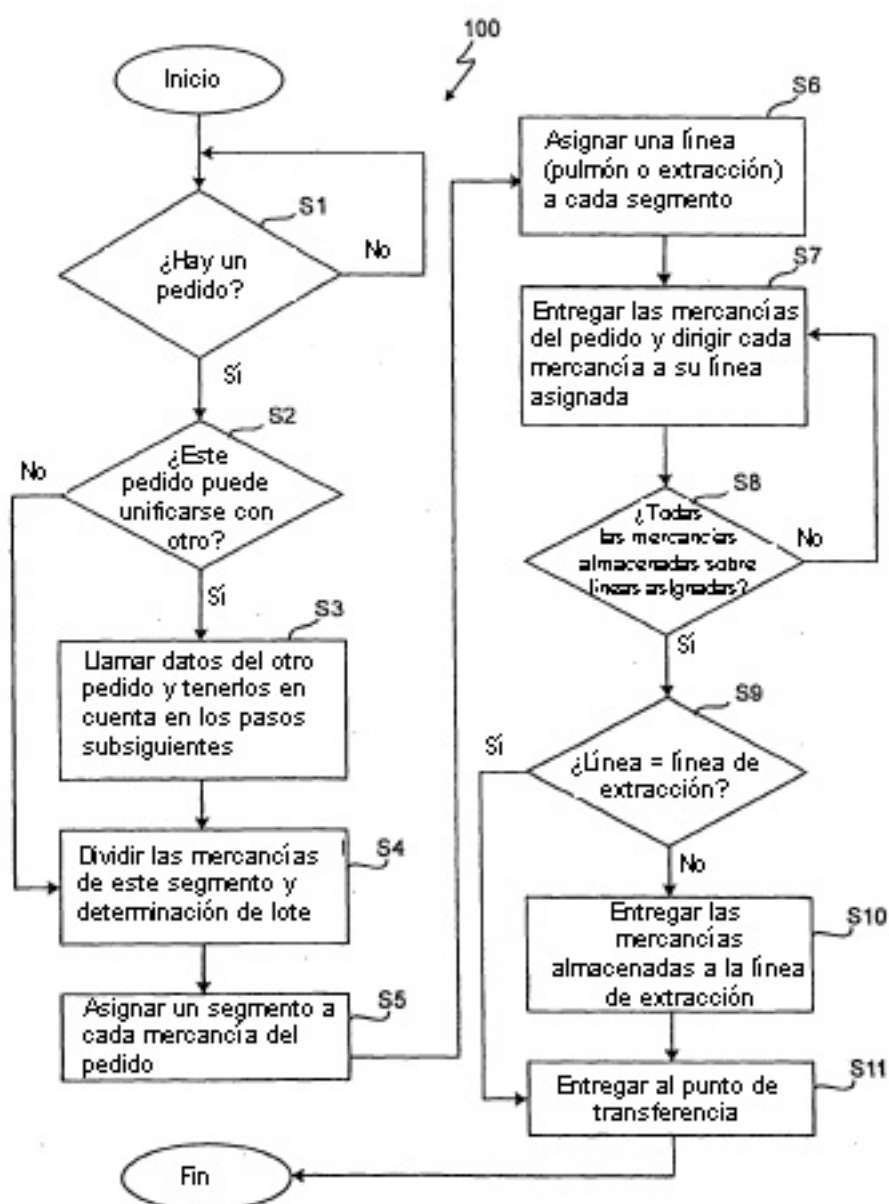 100
Inicio
S1
¿Hay un
pedido?
No
Sí
S2
¿Este
pedido puede
unificarse con
otro?
No
Sí
S3
Llamar datos del otro
pedido y tenerlos en
cuenta en los pasos
subsiguientes
S4
Dividir las mercancías
de este segmento y
determinación de lote
S5
Asignar un segmento a
cada mercancía del
pedido
S6
Asignar una línea
(pulmón o extracción)
a cada segmento
S7
Entregar las mercancías
del pedido y dirigir cada
mercancía a su línea
asignada
S8
¿Todas
las mercancías
almacenadas sobre
líneas asignadas?
No
Sí
S9
¿Línea = línea de
extracción?
Sí
No
S10
Entregar las
mercancías
almacenadas a la línea
de extracción
S11
Entregar al punto de
transferencia
Fin